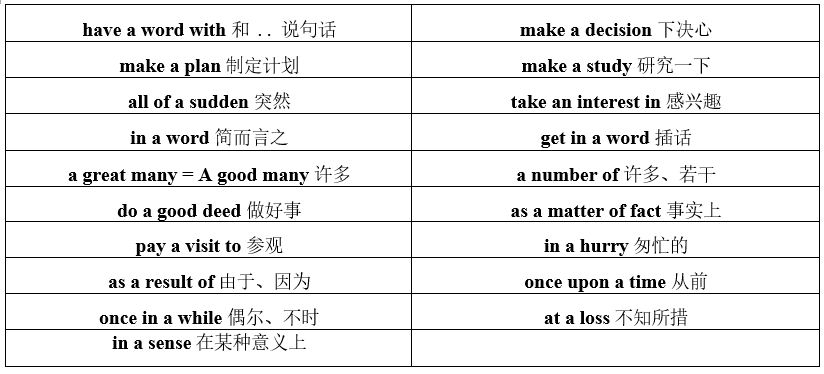 have a word with 和 . . 说句话
make a decision 下决心
make a plan 制定计划
make a study 研究一下
all of a sudden 突然
take an interest in 感兴趣
in a word 简而言之
get in a word 插话
a great many = A good many 许多
a number of 许多、若干
do a good deed 做好事
as a matter of fact 事实上
pay a visit to 参观
in a hurry 匆忙的
as a result of 由于、因为
once upon a time 从前
once in a while 偶尔、不时
at a loss 不知所措
in a sense 在某种意义上